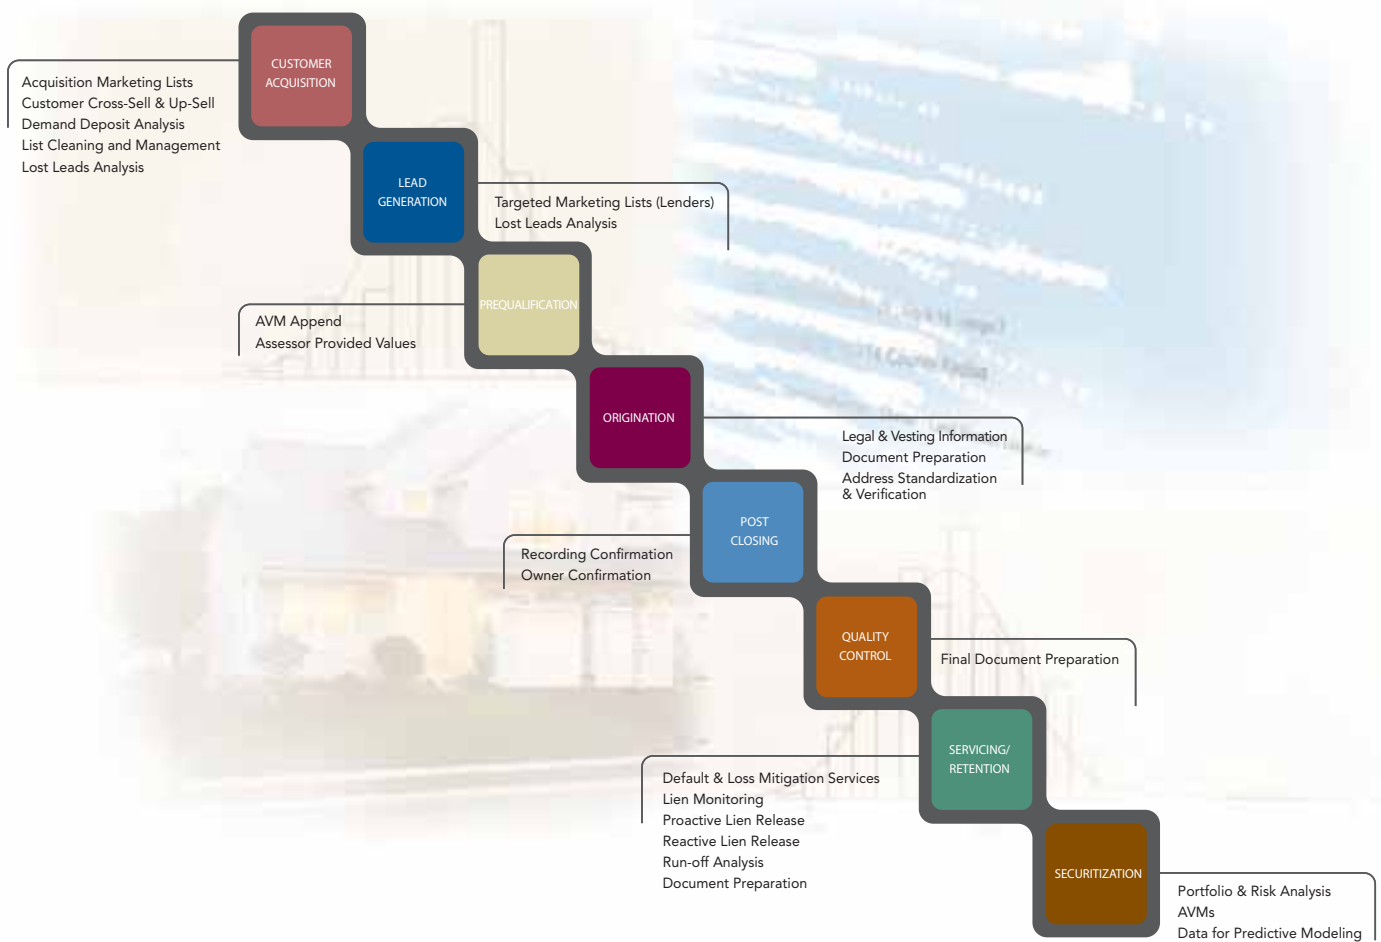 CUSTOMER
ACQUISITION
Acquisition Marketing Lists
Customer Cross-Sell & Up-Sell
Demand Deposit Analysis
List Cleaning and Management
Lost Leads Analysis
LEAD
GENERATION
Targeted Marketing Lists (Lenders)
Lost Leads Analysis
PREQUALIFICATION
AVM Append
Assessor Provided Values
ORIGINATION
Legal & Vesting Information
Document Preparation
Address Standardization
& Verification
POST
CLOSING
Recording Confirmation
Owner Confirmation
QUALITY
CONTROL
Final Document Preparation
SERVICING/
RETENTION
Default & Loss Mitigation Services
Lien Monitoring
Proactive Lien Release
Reactive Lien Release
Run-off Analysis
Document Preparation
SECURITIZATION
Portfolio & Risk Analysis
AVMs
Data for Predictive Modeling